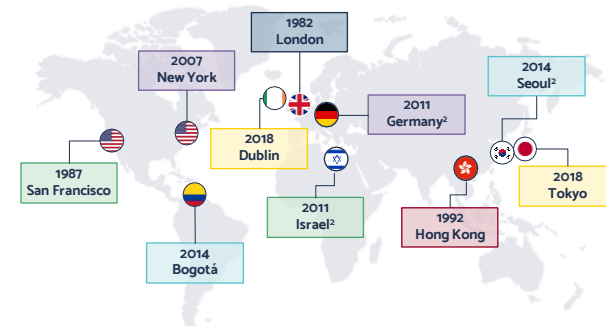 1982
London
2007
New York
2014
Seoul²
2011
Germany²
2018
Dublin
1987
San Francisco
2018
Tokyo
2011
Israel²
1992
Hong Kong
2014
Bogotá